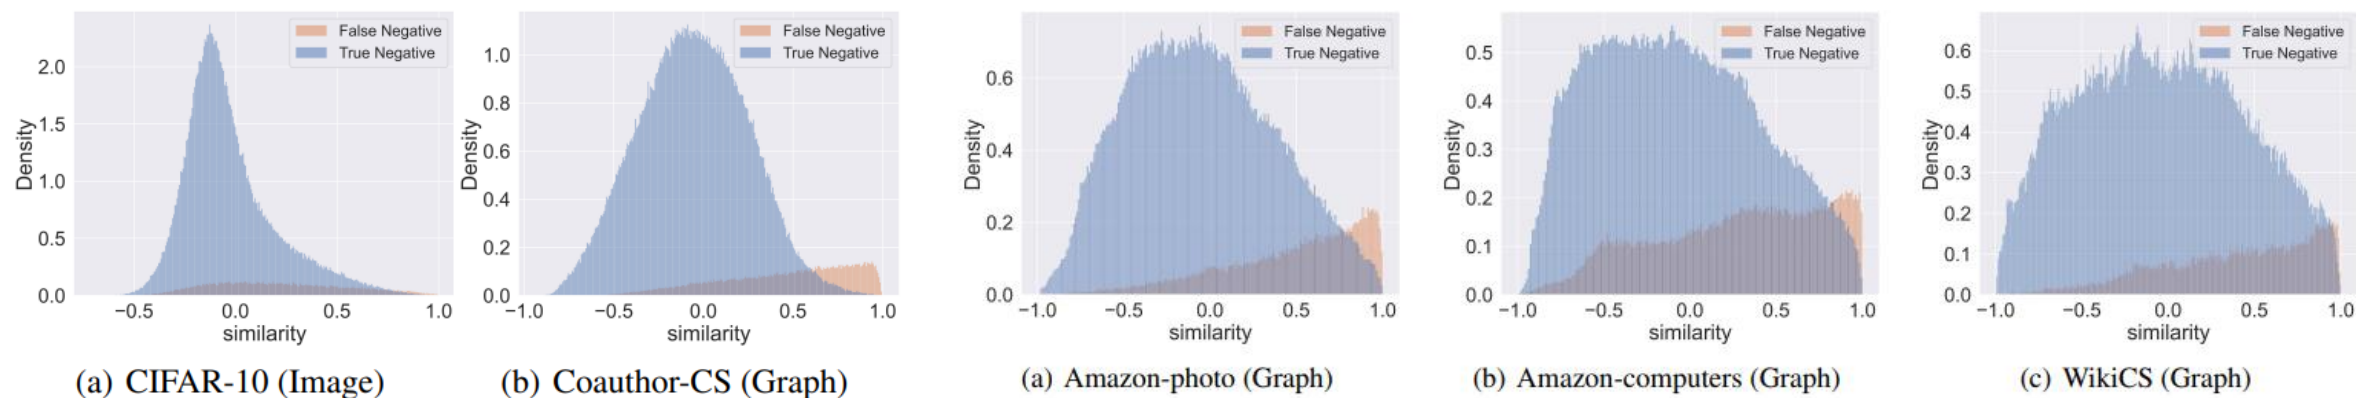 False Negative
True Negative
2.0
1.5
1.0
0.5
0.0
Density
−0.5 0.0 0.5 1.0
similarity
(a) CIFAR-10 (Image)
False Negative
True Negative
1.0
0.8
0.6
0.4
0.2
0.0
Density
−1.0 −0.5 0.0 0.5 1.0
similarity
(b) Coauthor-CS (Graph)
False Negative
True Negative
0.6
0.4
0.2
0.0
Density
−1.0 −0.5 0.0 0.5 1.0
similarity
(a) Amazon-photo (Graph)
False Negative
True Negative
0.5
0.4
0.3
0.2
0.1
0.0
Density
−1.0 −0.5 0.0 0.5 1.0
similarity
(b) Amazon-computers (Graph)
False Negative
True Negative
0.6
0.5
0.4
0.3
0.2
0.1
0.0
Density
−1.0 −0.5 0.0 0.5 1.0
similarity
(c) WikiCS (Graph)